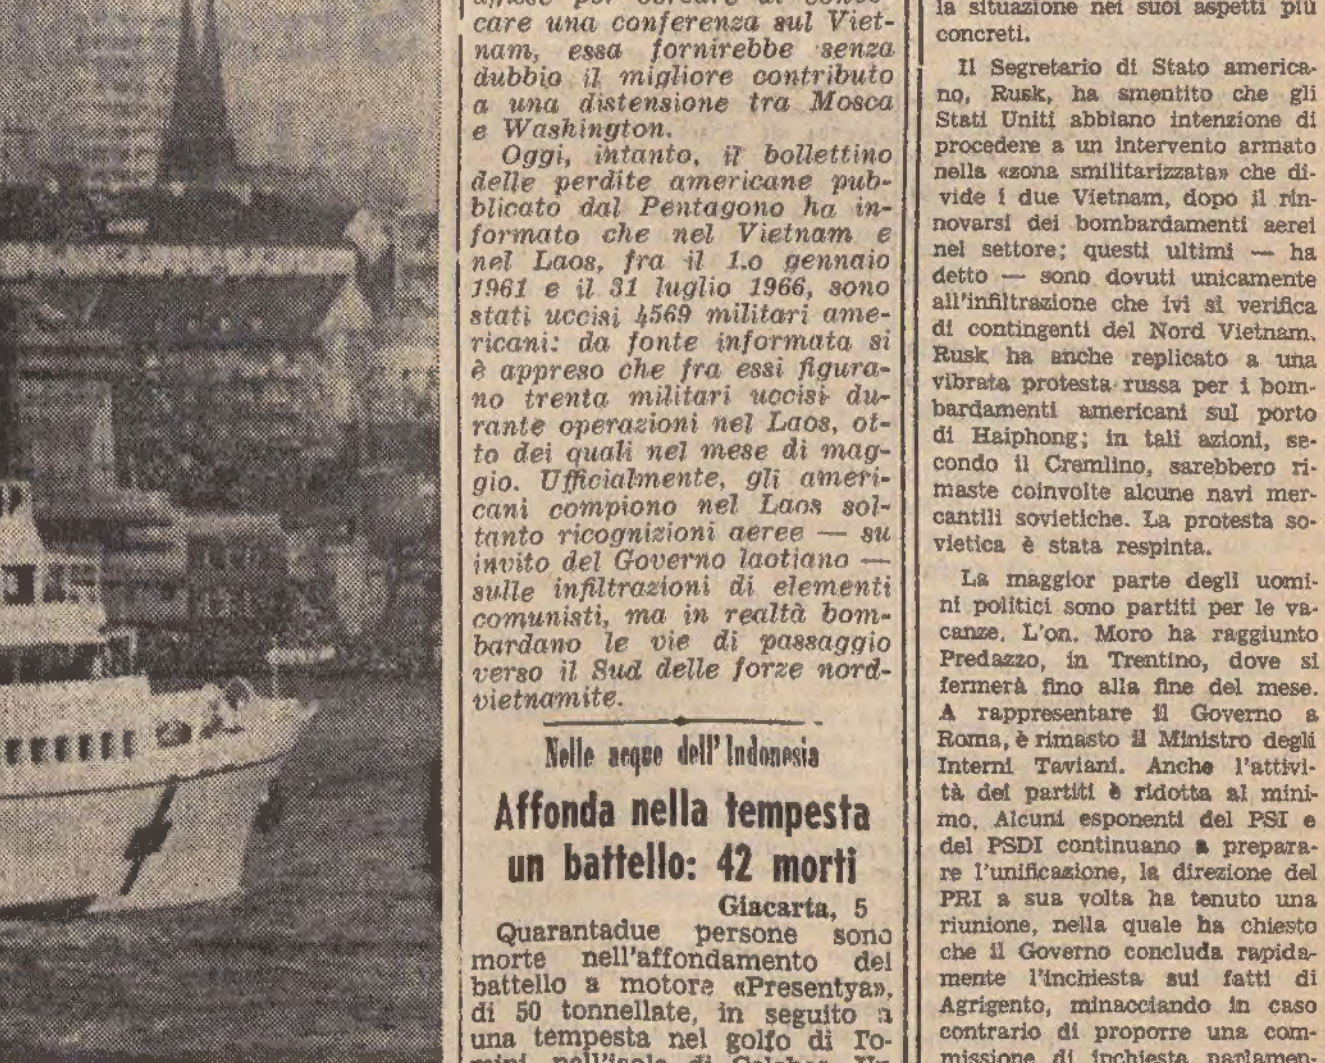 care una conferenza sul Viet-
nam, essa fornirebbe senza
dubbio il migliore contributo
a una distensione tra Mosca
e Washington.
Oggi, intanto, il bollettino
delle perdite americane pub-
blicato dal Pentagono ha in-
formato che nel Vietnam e
nel Laos, fra il 1.o gennaio
1961 e il 31 luglio 1966, sono
stati uccisi 4569 militari ame-
ricani: da fonte informata si
è appreso che fra essi figura-
no trenta militari uccisi du-
rante operazioni nel Laos, ot-
to dei quali nel mese di mag-
gio. Ufficialmente, gli ameri-
cani compiono nel Laos sol-
tanto ricognizioni aeree — su
invito del Governo laotiano —
sulle infiltrazioni di elementi
comunisti, ma in realtà bom-
bardano le vie di passaggio
verso il Sud delle forze nord-
vietnamite.
Nelle acque dell'Indonesia
Affonda nella tempesta
un battello: 42 morti
Giacarta, 5
Quarantadue persone sono
morte nell'affondamento del
battello a motore «Presentya»,
di 50 tonnellate, in seguito a
una tempesta nel golfo di To-
mini, nell'isola di Celebes. Un
la situazione nei suoi aspetti più
concreti.
Il Segretario di Stato america-
no, Rusk, ha smentito che gli
Stati Uniti abbiano intenzione di
procedere a un intervento armato
nella «zona smilitarizzata» che di-
vide i due Vietnam, dopo il rin-
novarsi dei bombardamenti aerei
nel settore; questi ultimi — ha
detto — sono dovuti unicamente
all'infiltrazione che ivi si verifica
di contingenti del Nord Vietnam.
Rusk ha anche replicato a una
vibrata protesta russa per i bom-
bardamenti americani sul porto
di Haiphong; in tali azioni, se-
condo il Cremlino, sarebbero ri-
maste coinvolte alcune navi mer-
cantili sovietiche. La protesta so-
vietica è stata respinta.
La maggior parte degli uomi-
ni politici sono partiti per le va-
canze. L'on. Moro ha raggiunto
Predazzo, in Trentino, dove si
fermerà fino alla fine del mese.
A rappresentare il Governo a
Roma, è rimasto il Ministro degli
Interni Taviani. Anche l'attivi-
tà dei partiti è ridotta al mini-
mo. Alcuni esponenti del PSI e
del PSDI continuano a prepara-
re l'unificazione, la direzione del
PRI a sua volta ha tenuto una
riunione, nella quale ha chiesto
che il Governo concluda rapida-
mente l'inchiesta sui fatti di
Agrigento, minacciando in caso
contrario di proporre una com-
missione di inchiesta parlamen-